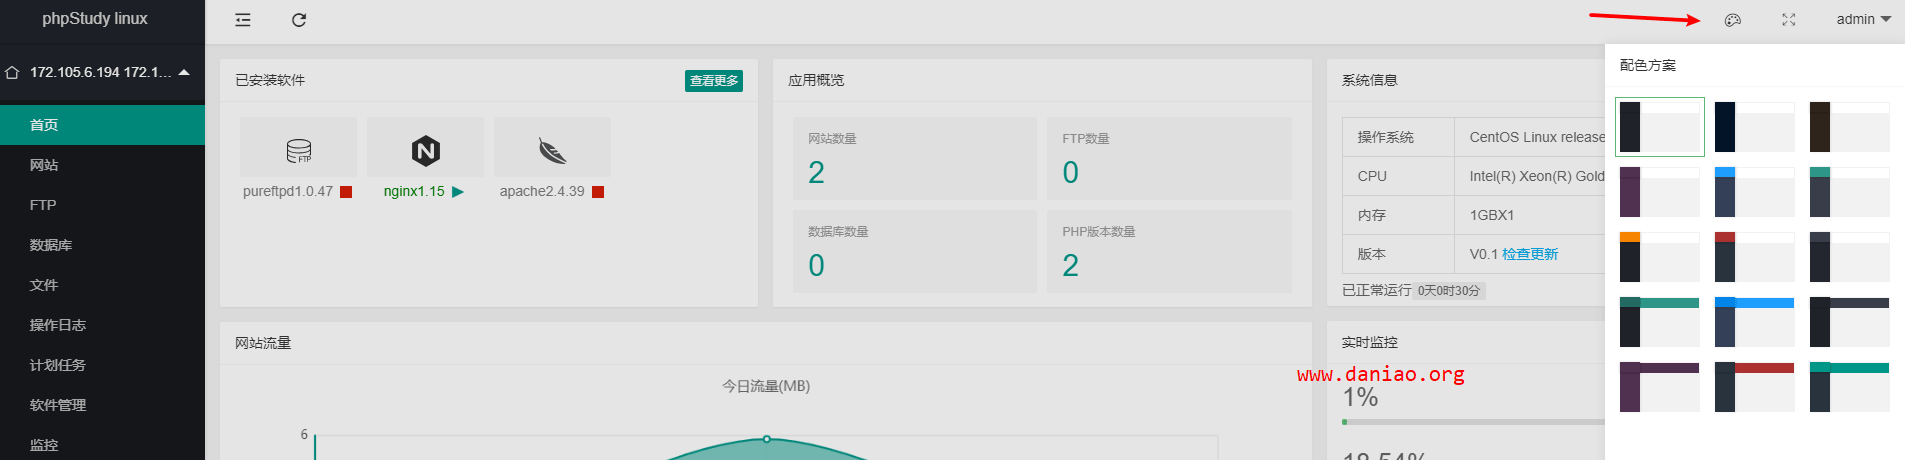 phpStudy linux
admin
172.105.6.194 172.1...
首页
网站
FTP
数据库
文件
操作日志
计划任务
软件管理
监控
已安装软件
查看更多
FTP
pureftpd1.0.47
nginx1.15
apache2.4.39
应用概览
网站数量
2
FTP数量
0
数据库数量
0
PHP版本数量
2
系统信息
操作系统 CentOS Linux release
CPU Intel(R) Xeon(R) Gold
内存 1GBX1
版本 V0.1 检查更新
已正常运行 0天0时30分
配色方案
网站流量
今日流量(MB)
6
实时监控
www.daniao.org
1%
18.54%